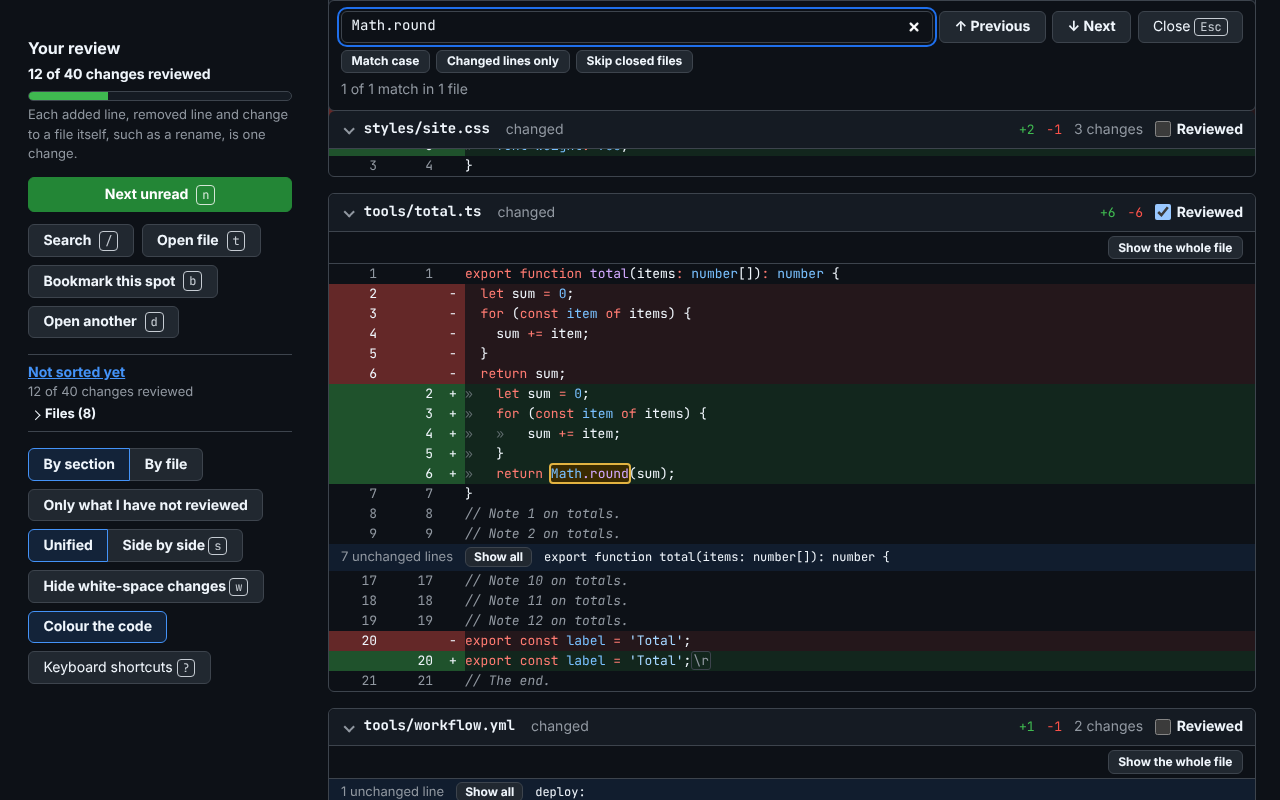 Your review
12 of 40 changes reviewed
Each added line, removed line and change
to a file itself, such as a rename, is one
change.
Next unread n
Search /
Open file t
Bookmark this spot b
Open another d
Not sorted yet
12 of 40 changes reviewed
Files (8)
By section
By file
Only what I have not reviewed
Unified
Side by side s
Hide white-space changes w
Colour the code
Keyboard shortcuts ?
Math.round
↑ Previous
↓ Next
Close Esc
Match case
Changed lines only
Skip closed files
1 of 1 match in 1 file
styles/site.css changed +2 -1 3 changes Reviewed
3 4 }
tools/total.ts changed +6 -6 Reviewed
Show the whole file
1 1 export function total(items: number[]): number {
2 - let sum = 0;
3 - for (const item of items) {
4 - sum += item;
5 - }
6 - return sum;
2 + » let sum = 0;
3 + » for (const item of items) {
4 + » » sum += item;
5 + » }
6 + » return Math.round(sum);
7 7 }
8 8 // Note 1 on totals.
9 9 // Note 2 on totals.
7 unchanged lines Show all export function total(items: number[]): number {
17 17 // Note 10 on totals.
18 18 // Note 11 on totals.
19 19 // Note 12 on totals.
20 - export const label = 'Total';
20 + export const label = 'Total';\r
21 21 // The end.
tools/workflow.yml changed +1 -1 2 changes Reviewed
Show the whole file
1 unchanged line Show all deploy: